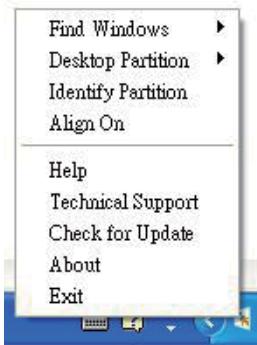 Find Windows
Desktop Partition
Identify Partition
Align On
Help
Technical Support
Check for Update
About
Exit